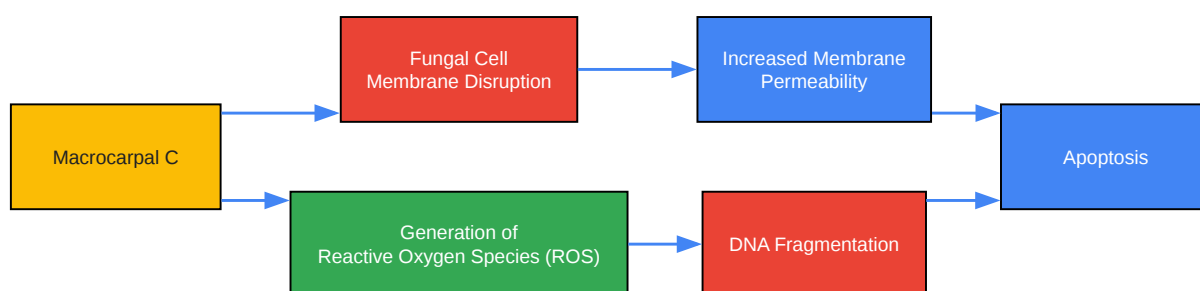 Macrocarpal C
Fungal Cell
Membrane Disruption
Increased Membrane
Permeability
Generation of
Reactive Oxygen Species (ROS)
DNA Fragmentation
Apoptosis